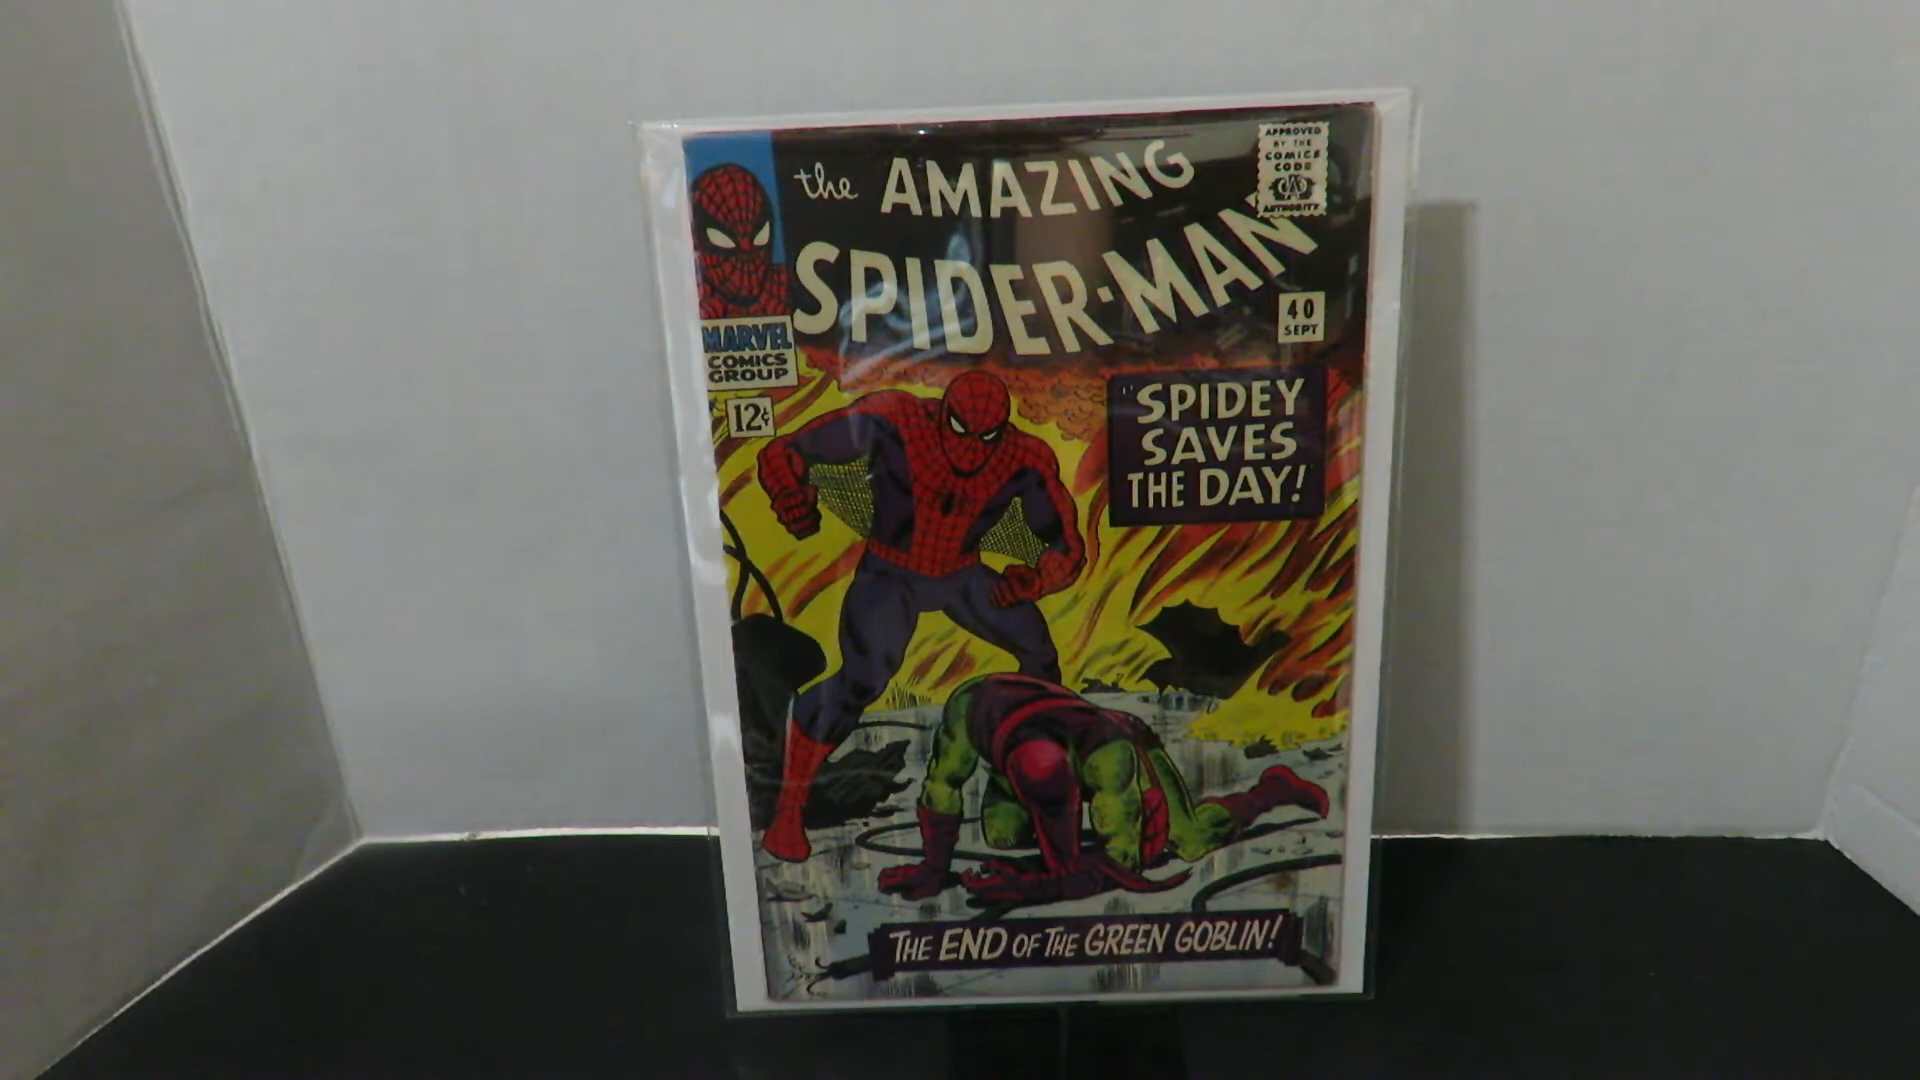 the AMAZING
SPIDER-MAN
APPROVED
BY THE
COMICS
CODE
CA
AUTHORITY
40
SEPT
MARVEL
COMICS
GROUP
12¢
"SPIDEY
SAVES
THE DAY!
THE END OF THE GREEN GOBLIN!